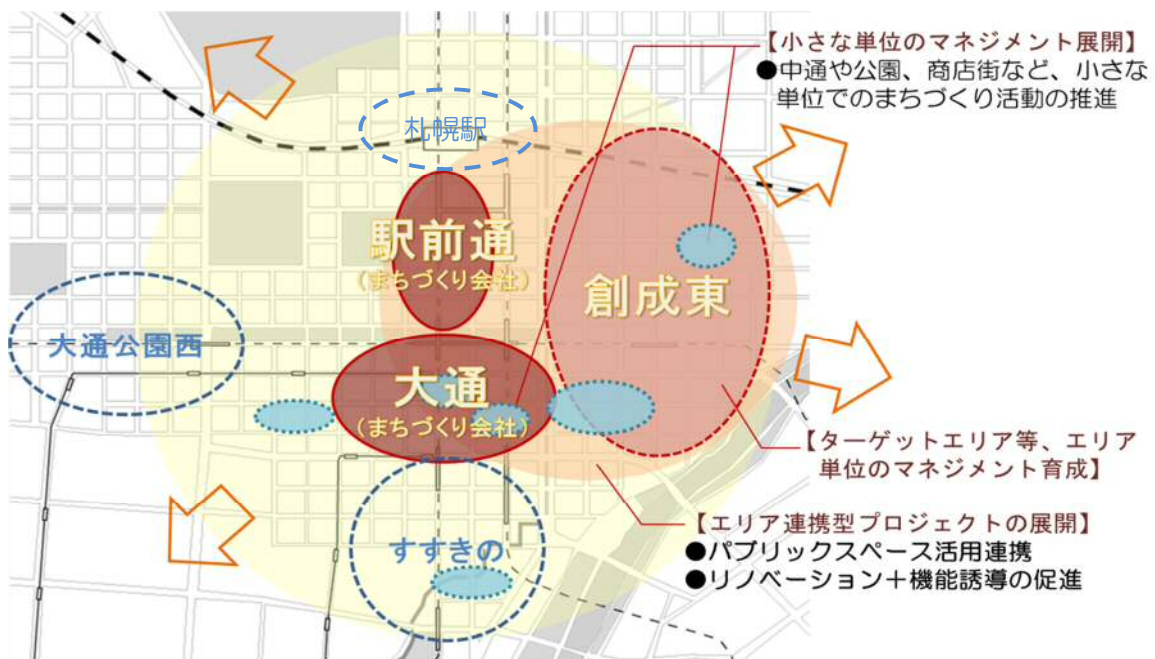 【小さな単位のマネジメント展開】
●中通や公園、商店街など、小さな
単位でのまちづくり活動の推進
札幌駅
駅前通
(まちづくり会社)
創成東
大通公園西
大通
(まちづくり会社)
【ターゲットエリア等、エリア
単位のマネジメント育成】
【エリア連携型プロジェクトの展開】
●パブリックスペース活用連携
●リノベーション＋機能誘導の促進
すすきの